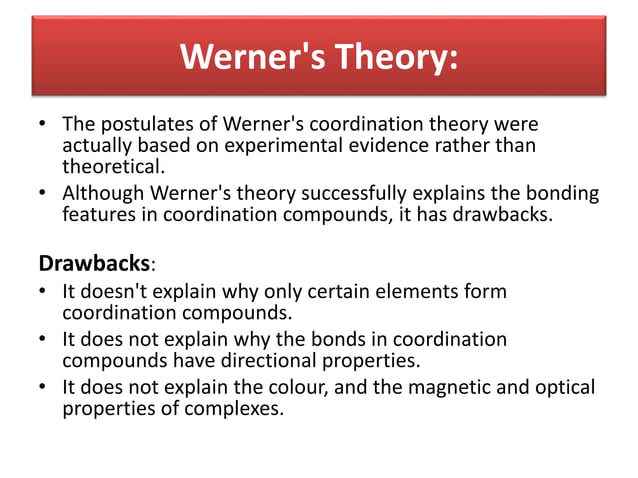 Werner's Theory:
• The postulates of Werner's coordination theory were
actually based on experimental evidence rather than
theoretical.
• Although Werner's theory successfully explains the bonding
features in coordination compounds, it has drawbacks.
Drawbacks:
• It doesn't explain why only certain elements form
coordination compounds.
• It does not explain why the bonds in coordination
compounds have directional properties.
• It does not explain the colour, and the magnetic and optical
properties of complexes.